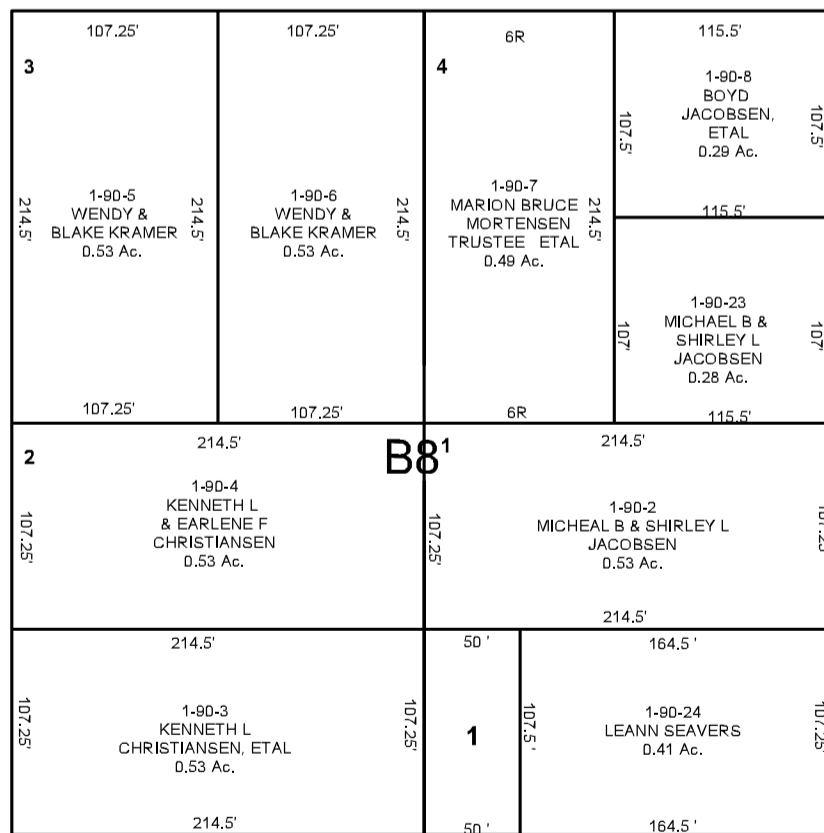 107.25'
107.25'
6R
115.5'
3
4
1-90-8
BOYD
JACOBSEN,
ETAL
0.29 Ac.
107.5'
107.5'
1-90-5
WENDY &
BLAKE KRAMER
0.53 Ac.
214.5'
214.5'
1-90-6
WENDY &
BLAKE KRAMER
0.53 Ac.
214.5'
1-90-7
MARION BRUCE
MORTENSEN
TRUSTEE ETAL
0.49 Ac.
214.5'
115.5'
1-90-23
MICHAEL B &
SHIRLEY L
JACOBSEN
0.28 Ac.
107'
107'
107.25'
107.25'
6R
115.5'
2
214.5'
B8¹
214.5'
1-90-4
KENNETH L
& EARLENE F
CHRISTIANSEN
0.53 Ac.
107.25'
107.25'
1-90-2
MICHEAL B & SHIRLEY L
JACOBSEN
0.53 Ac.
107.25'
214.5'
214.5'
50 '
164.5 '
1-90-3
KENNETH L
CHRISTIANSEN, ETAL
0.53 Ac.
107.25'
107.25'
1
107.5 '
1-90-24
LEANN SEAVERS
0.41 Ac.
107.25'
214.5'
50 '
164.5 '